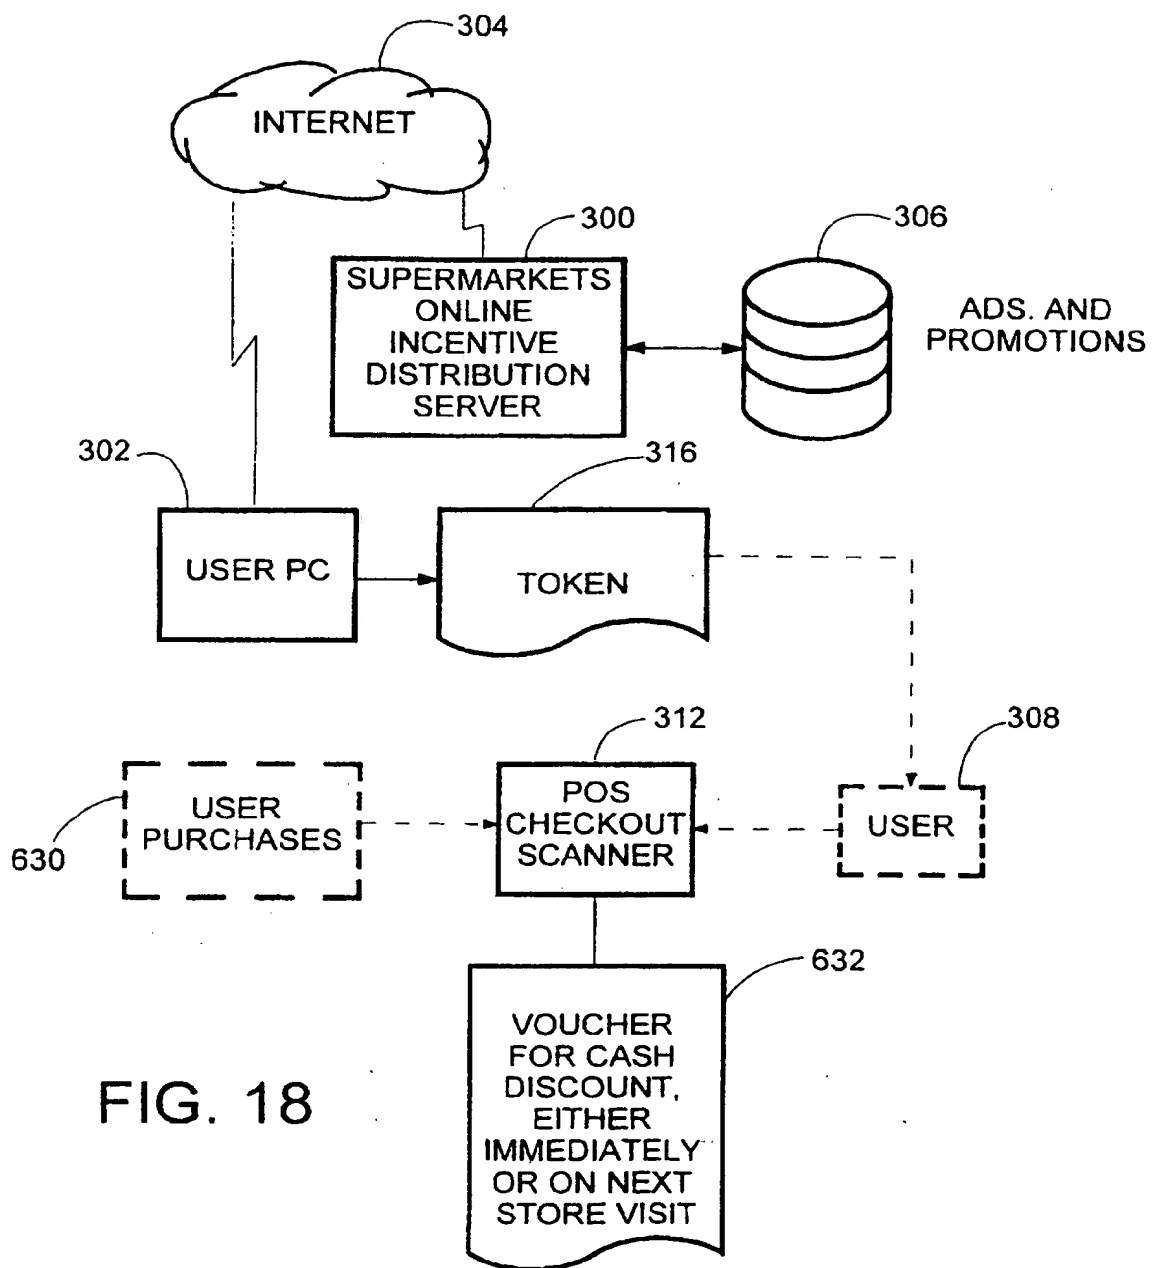 304
INTERNET
300
306
SUPERMARKETS
ONLINE
INCENTIVE
DISTRIBUTION
SERVER
ADS. AND
PROMOTIONS
302
316
USER PC
TOKEN
312
308
USER
PURCHASES
POS
CHECKOUT
SCANNER
USER
630
632
VOUCHER
FOR CASH
DISCOUNT,
EITHER
IMMEDIATELY
OR ON NEXT
STORE VISIT
FIG. 18